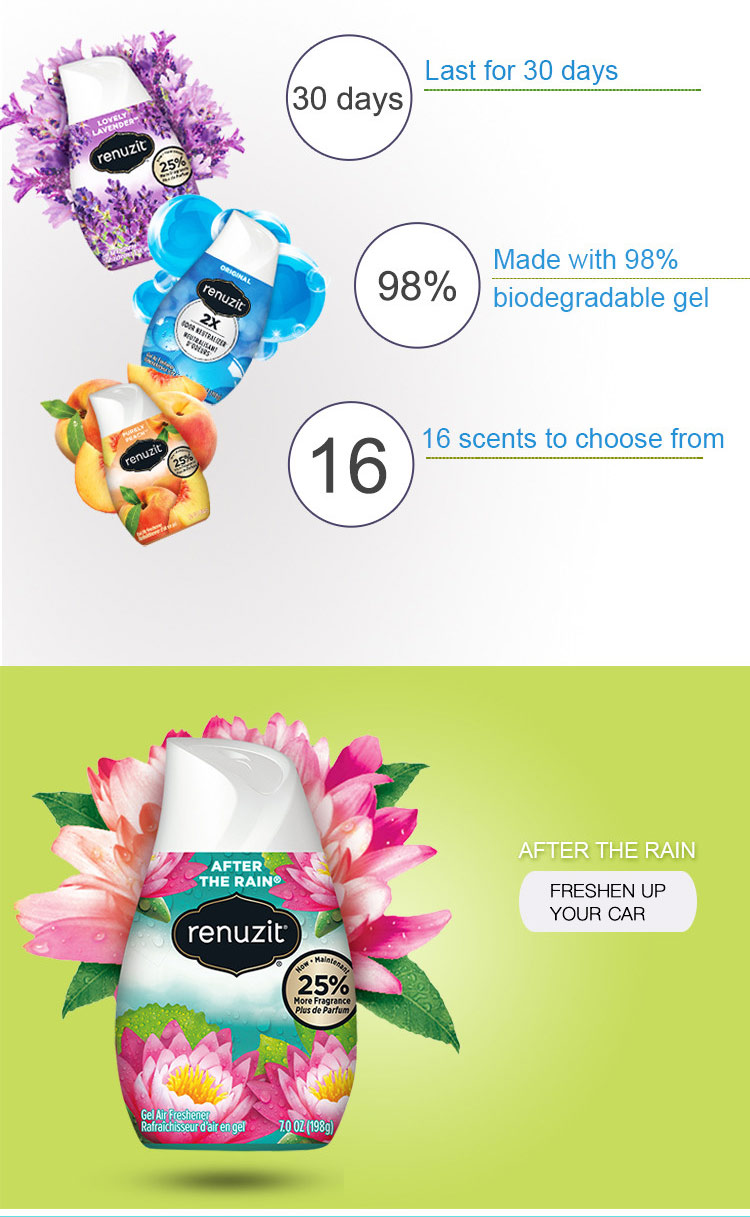 30 days
Last for 30 days
LOVELY
LAVENDER™
renuzit
25%
98%
Made with 98%
biodegradable gel
ORIGINAL
renuzit
2X
ODOR NEUTRALIZER
NEUTRALISANT
D'ODEURS
16
16 scents to choose from
PURELY
PEACH™
renuzit
25%
AFTER
THE RAIN®
renuzit®
Now • Maintenant
25%
More Fragrance
Plus de Parfum
Gel Air Freshener
Rafraîchisseur d'air en gel
7.0 OZ (198g)
AFTER THE RAIN
FRESHEN UP
YOUR CAR